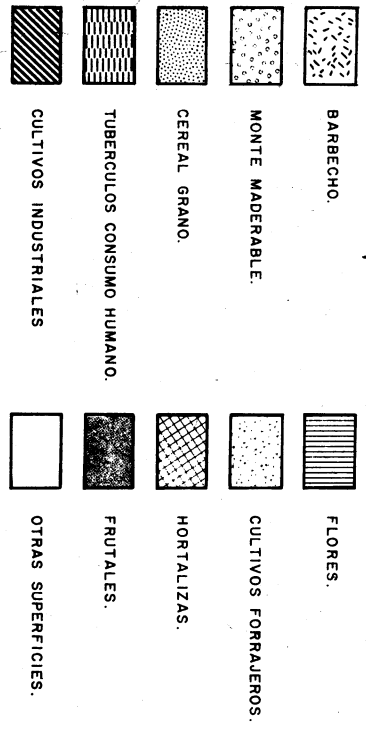 BARBECHO.
MONTE MADERABLE.
CEREAL GRANO.
TUBERCULOS CONSUMO HUMANO.
CULTIVOS INDUSTRIALES
FLORES.
CULTIVOS FORRAJEROS.
HORTALIZAS.
FRUTALES.
OTRAS SUPERFICIES.